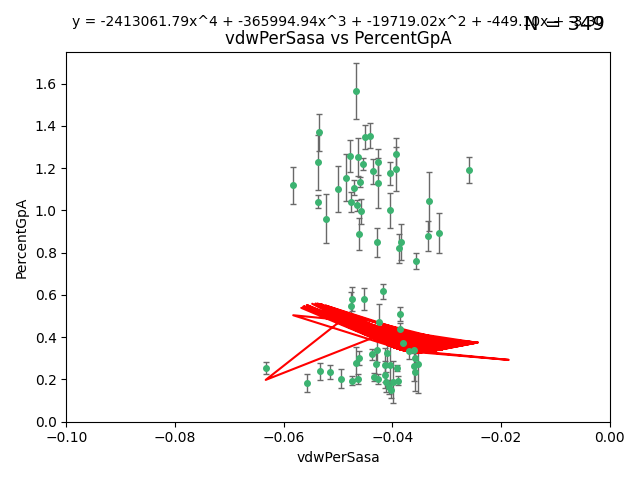 y = -2413061.79x^4 + -365994.94x^3 + -19719.02x^2 + -449.10x + -3.30
N = 349
vdwPerSasa vs PercentGpA
1.6
1.4
1.2
1.0
0.8
0.6
0.4
0.2
0.0
PercentGpA
-0.10 -0.08 -0.06 -0.04 -0.02 0.00
vdwPerSasa